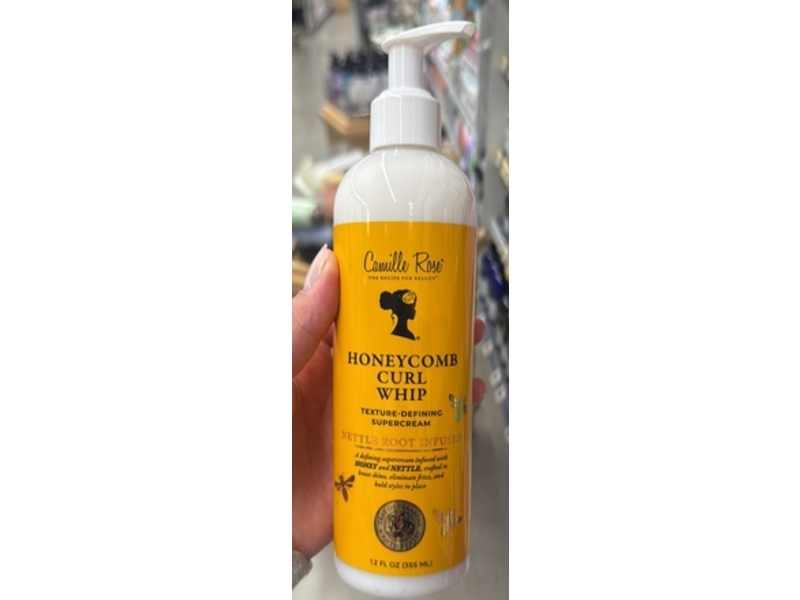 Camille Rose
THE RECIPE FOR BEAUTY
HONEYCOMB
CURL
WHIP
TEXTURE-DEFINING
SUPERCREAM
NETTLE ROOT INFUSED
A defining supercream infused with
HONEY and NETTLE, crafted to
boost shine, eliminate frizz, and
hold styles in place
12 FL OZ (355 ML)